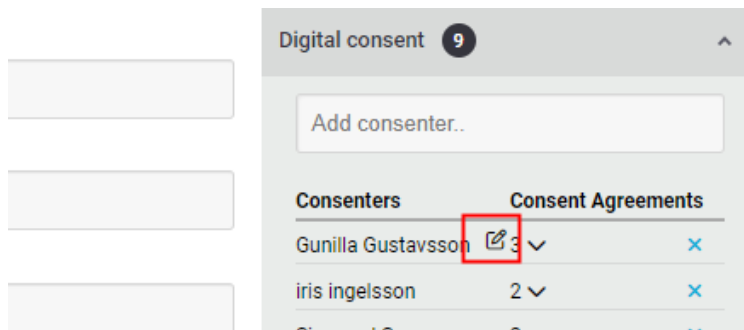 Digital consent 9
Add consenter..
Consenters Consent Agreements
Gunilla Gustavsson 3
iris ingelsson 2